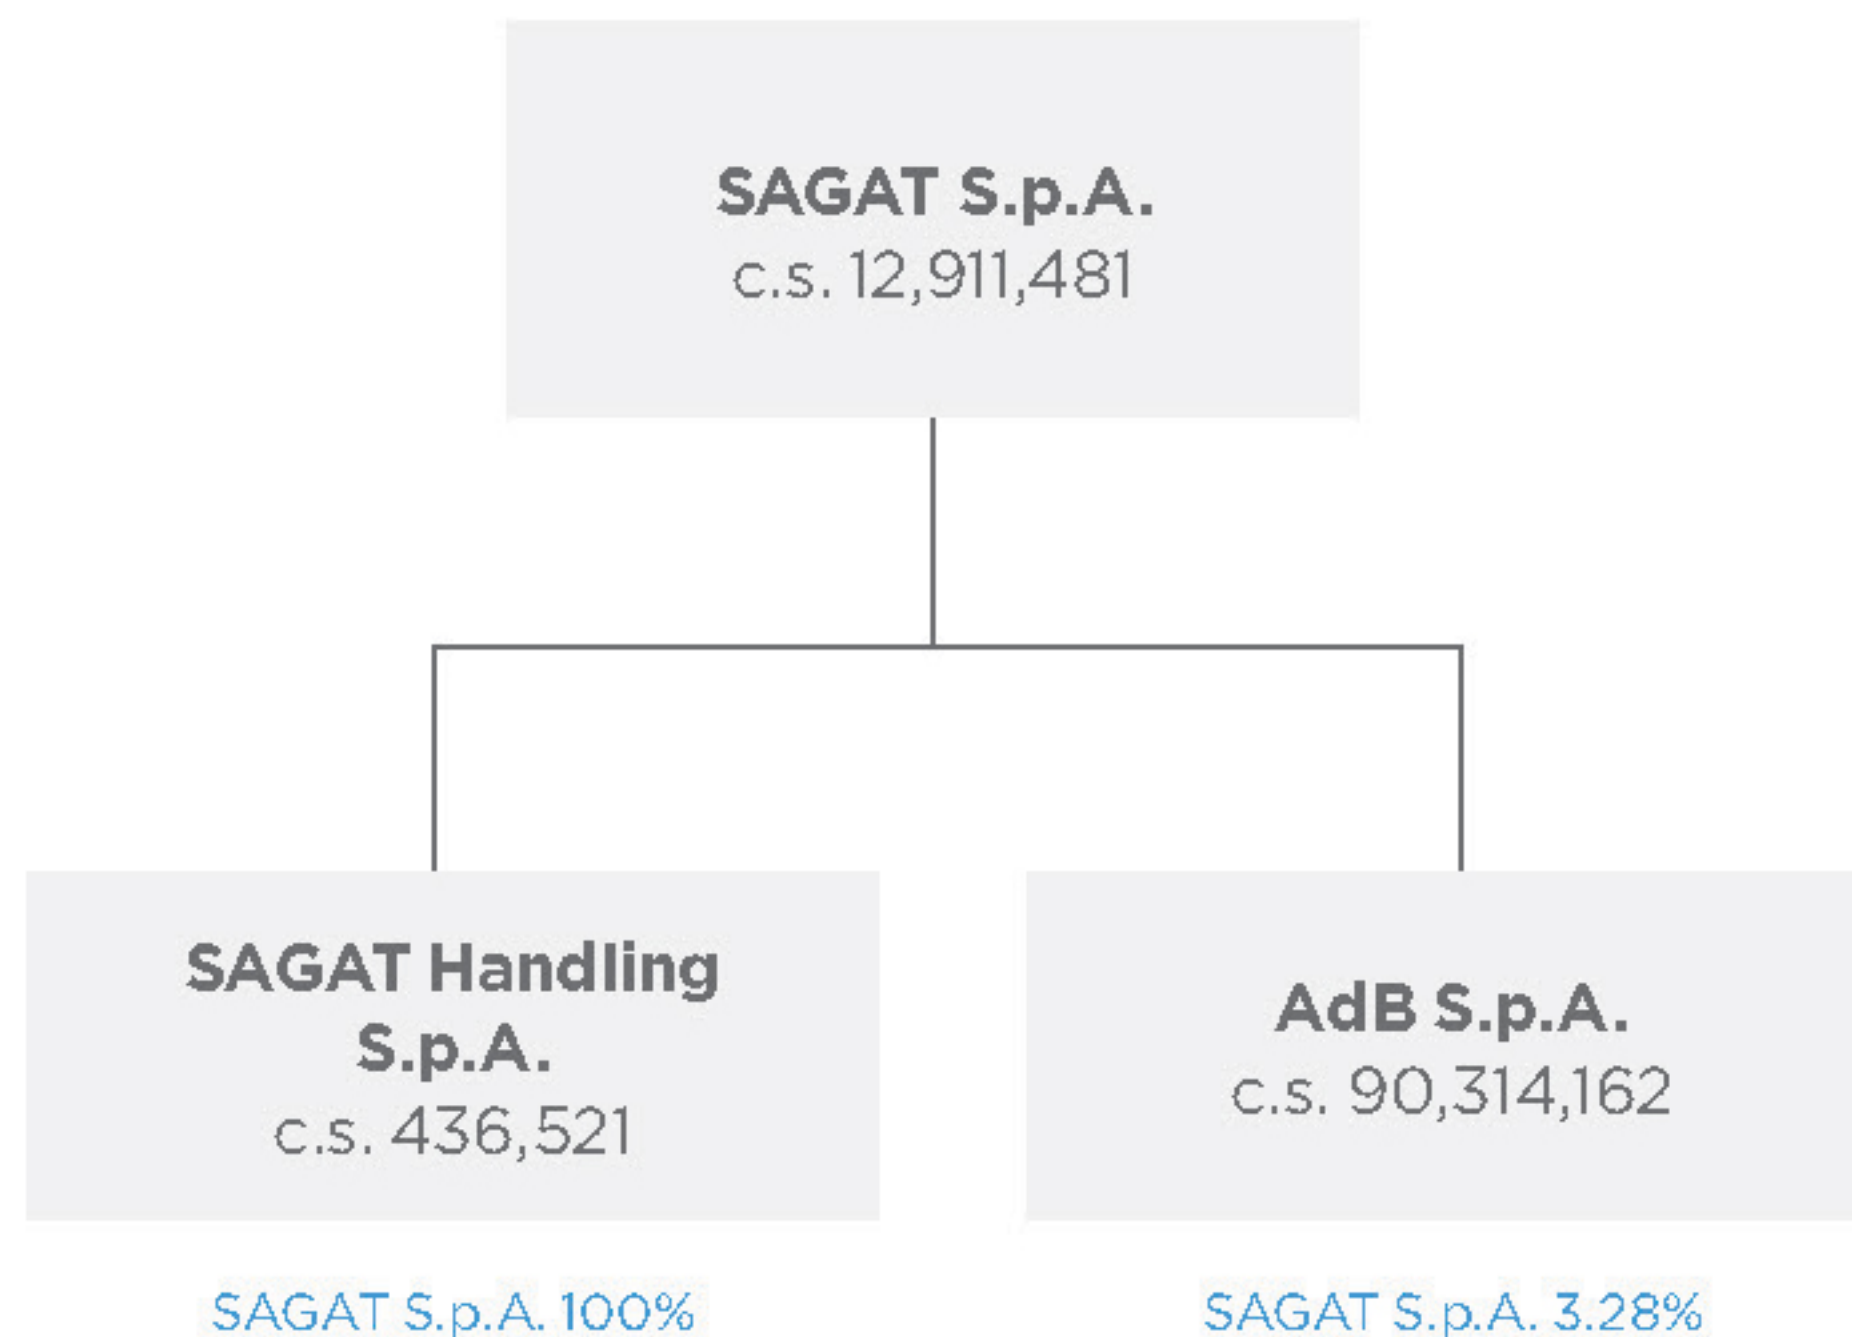 SAGAT S.p.A.
c.s. 12,911,481
SAGAT Handling
S.p.A.
c.s. 436,521
AdB S.p.A.
c.s. 90,314,162
SAGAT S.p.A. 100%
SAGAT S.p.A. 3.28%